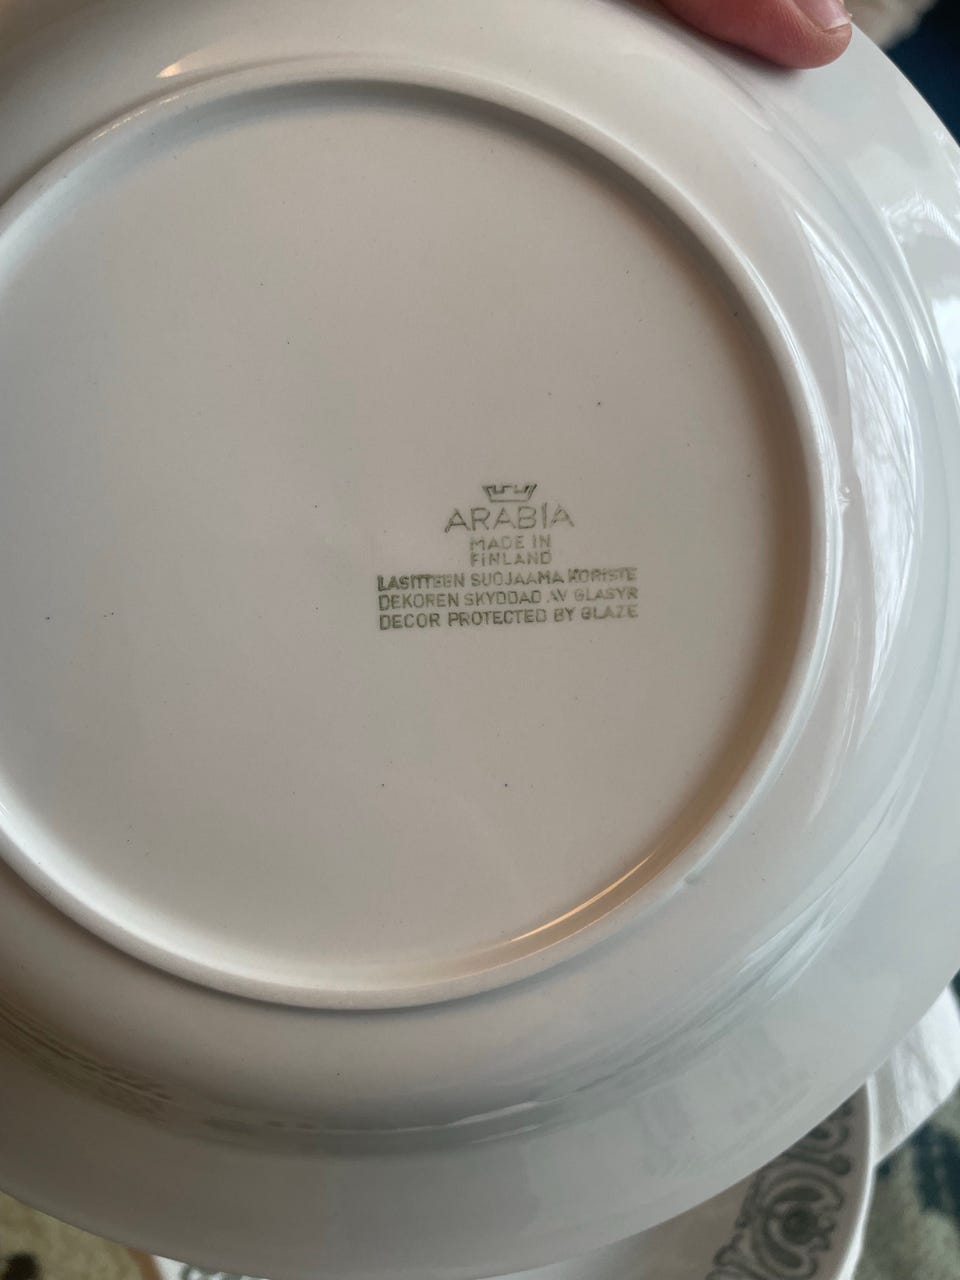 ARABIA
MADE IN
FINLAND
LASITTEEN SUOJAAMA KORISTE
DEKOREN SKYDDAD AV GLASYR
DECOR PROTECTED BY GLAZE